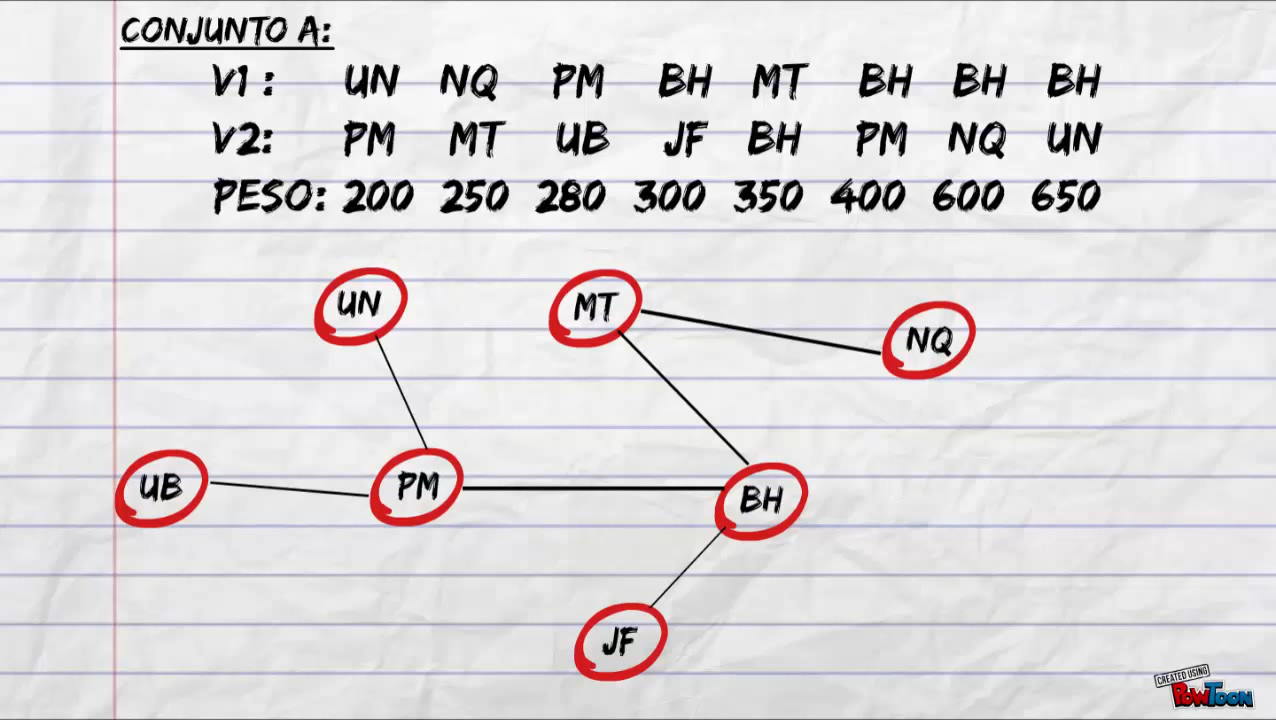 CONJUNTO A:
V1 : UN NQ PM BH MT BH BH BH
V2: PM MT UB JF BH PM NQ UN
PESO: 200 250 280 300 350 400 600 650
UN
MT
NQ
UB
PM
BH
JF
CREATED USING
POWTOON